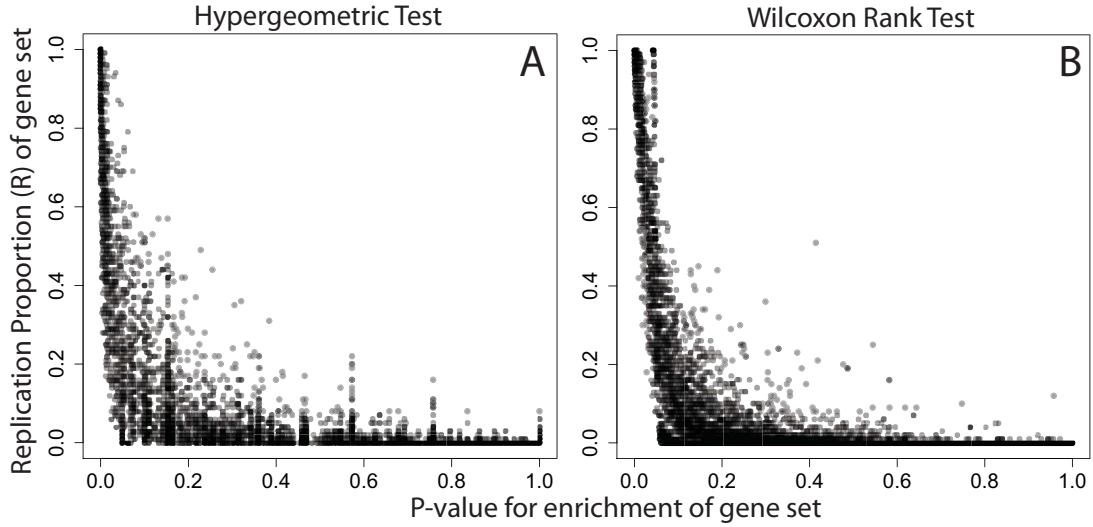 Hypergeometric Test
Wilcoxon Rank Test
A
B
Replication Proportion (R) of gene set
1.0
0.8
0.6
0.4
0.2
0.0
1.0
0.8
0.6
0.4
0.2
0.0
0.0 0.2 0.4 0.6 0.8 1.0
0.0 0.2 0.4 0.6 0.8 1.0
P-value for enrichment of gene set